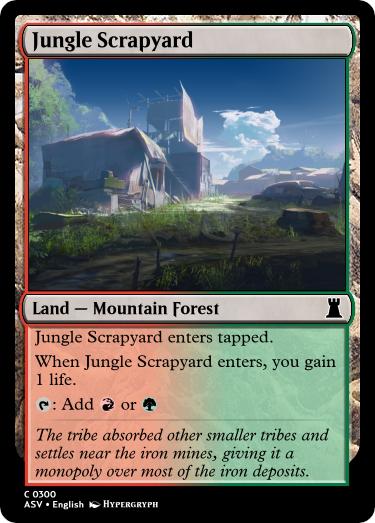 Jungle Scrapyard
Land — Mountain Forest
Jungle Scrapyard enters tapped.
When Jungle Scrapyard enters, you gain
1 life.
: Add or
The tribe absorbed other smaller tribes and
settles near the iron mines, giving it a
monopoly over most of the iron deposits.
C 0300
ASV • English HYPERGRYPH